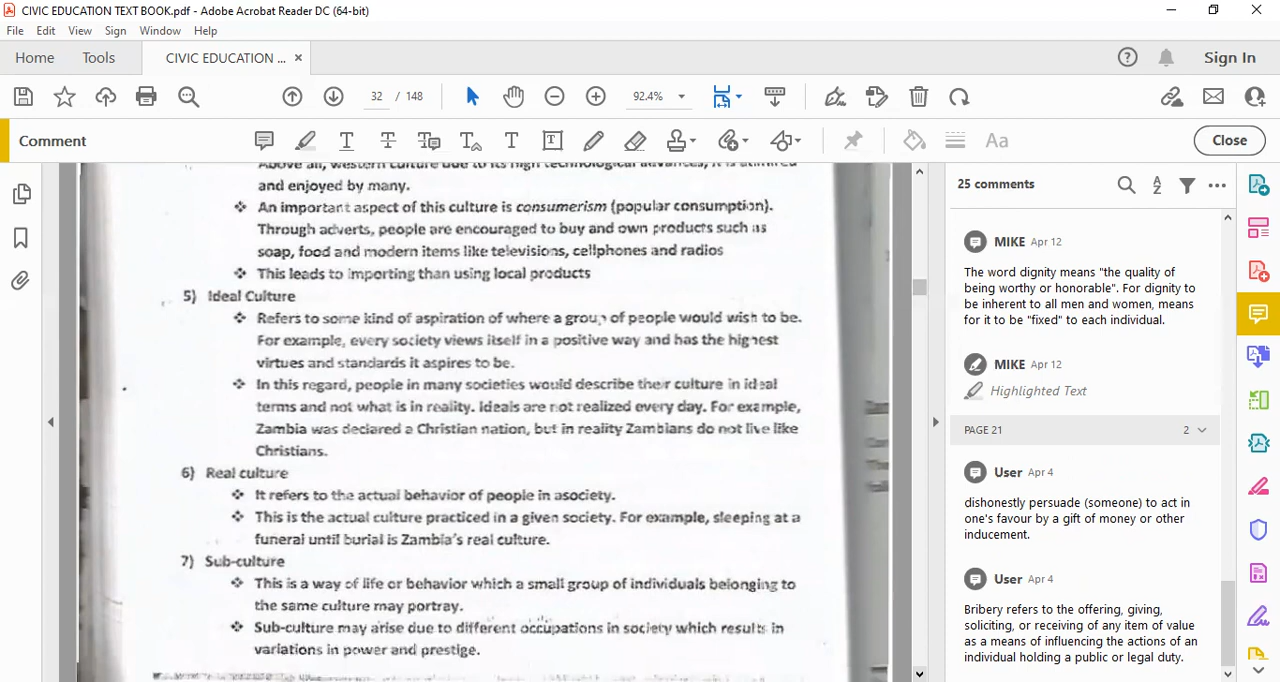 CIVIC EDUCATION TEXT BOOK.pdf - Adobe Acrobat Reader DC (64-bit)
File Edit View Sign Window Help
Home Tools CIVIC EDUCATION ... × Sign In
32 / 148 92.4%
Comment Close
Above all, western culture due to its high technological advances, it is admired
and enjoyed by many.
❖ An important aspect of this culture is consumerism (popular consumption).
Through adverts, people are encouraged to buy and own products such as
soap, food and modern items like televisions, cellphones and radios
❖ This leads to importing than using local products
5) Ideal Culture
❖ Refers to some kind of aspiration of where a group of people would wish to be.
For example, every society views itself in a positive way and has the highest
virtues and standards it aspires to be.
❖ In this regard, people in many societies would describe their culture in ideal
terms and not what is in reality. Ideals are not realized every day. For example,
Zambia was declared a Christian nation, but in reality Zambians do not live like
Christians.
6) Real culture
❖ It refers to the actual behavior of people in asociety.
❖ This is the actual culture practiced in a given society. For example, sleeping at a
funeral until burial is Zambia's real culture.
7) Sub-culture
❖ This is a way of life or behavior which a small group of individuals belonging to
the same culture may portray.
❖ Sub-culture may arise due to different occupations in society which results in
variations in power and prestige.
25 comments
MIKE Apr 12
The word dignity means "the quality of
being worthy or honorable". For dignity to
be inherent to all men and women, means
for it to be "fixed" to each individual.
MIKE Apr 12
Highlighted Text
PAGE 21 2
User Apr 4
dishonestly persuade (someone) to act in
one's favour by a gift of money or other
inducement.
User Apr 4
Bribery refers to the offering, giving,
soliciting, or receiving of any item of value
as a means of influencing the actions of an
individual holding a public or legal duty.